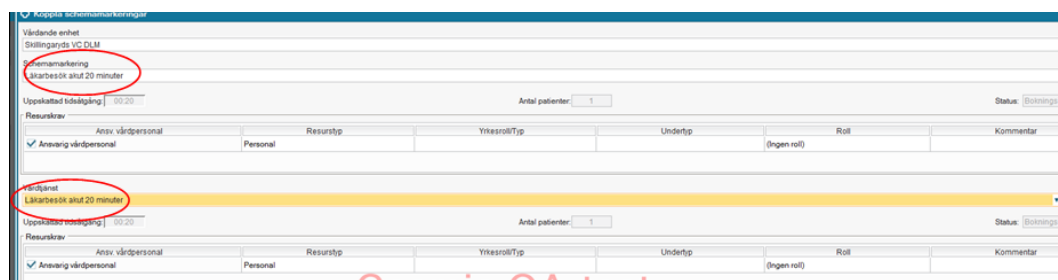 Koppla schemamarkeringar
Vårdande enhet
Skillingaryds VC DLM
Schemamarkering
Läkarbesök akut 20 minuter
Uppskattad tidsåtgång: 00:20 Antal patienter: 1 Status: Boknings
Resurskrav
Ansv. vårdpersonal Resurstyp Yrkesroll/Typ Undertyp Roll Kommentar
Ansvarig vårdpersonal Personal (Ingen roll)
Vårdtjänst
Läkarbesök akut 20 minuter
Uppskattad tidsåtgång: 00:20 Antal patienter: 1 Status: Boknings
Resurskrav
Ansv. vårdpersonal Resurstyp Yrkesroll/Typ Undertyp Roll Kommentar
Ansvarig vårdpersonal Personal (Ingen roll)